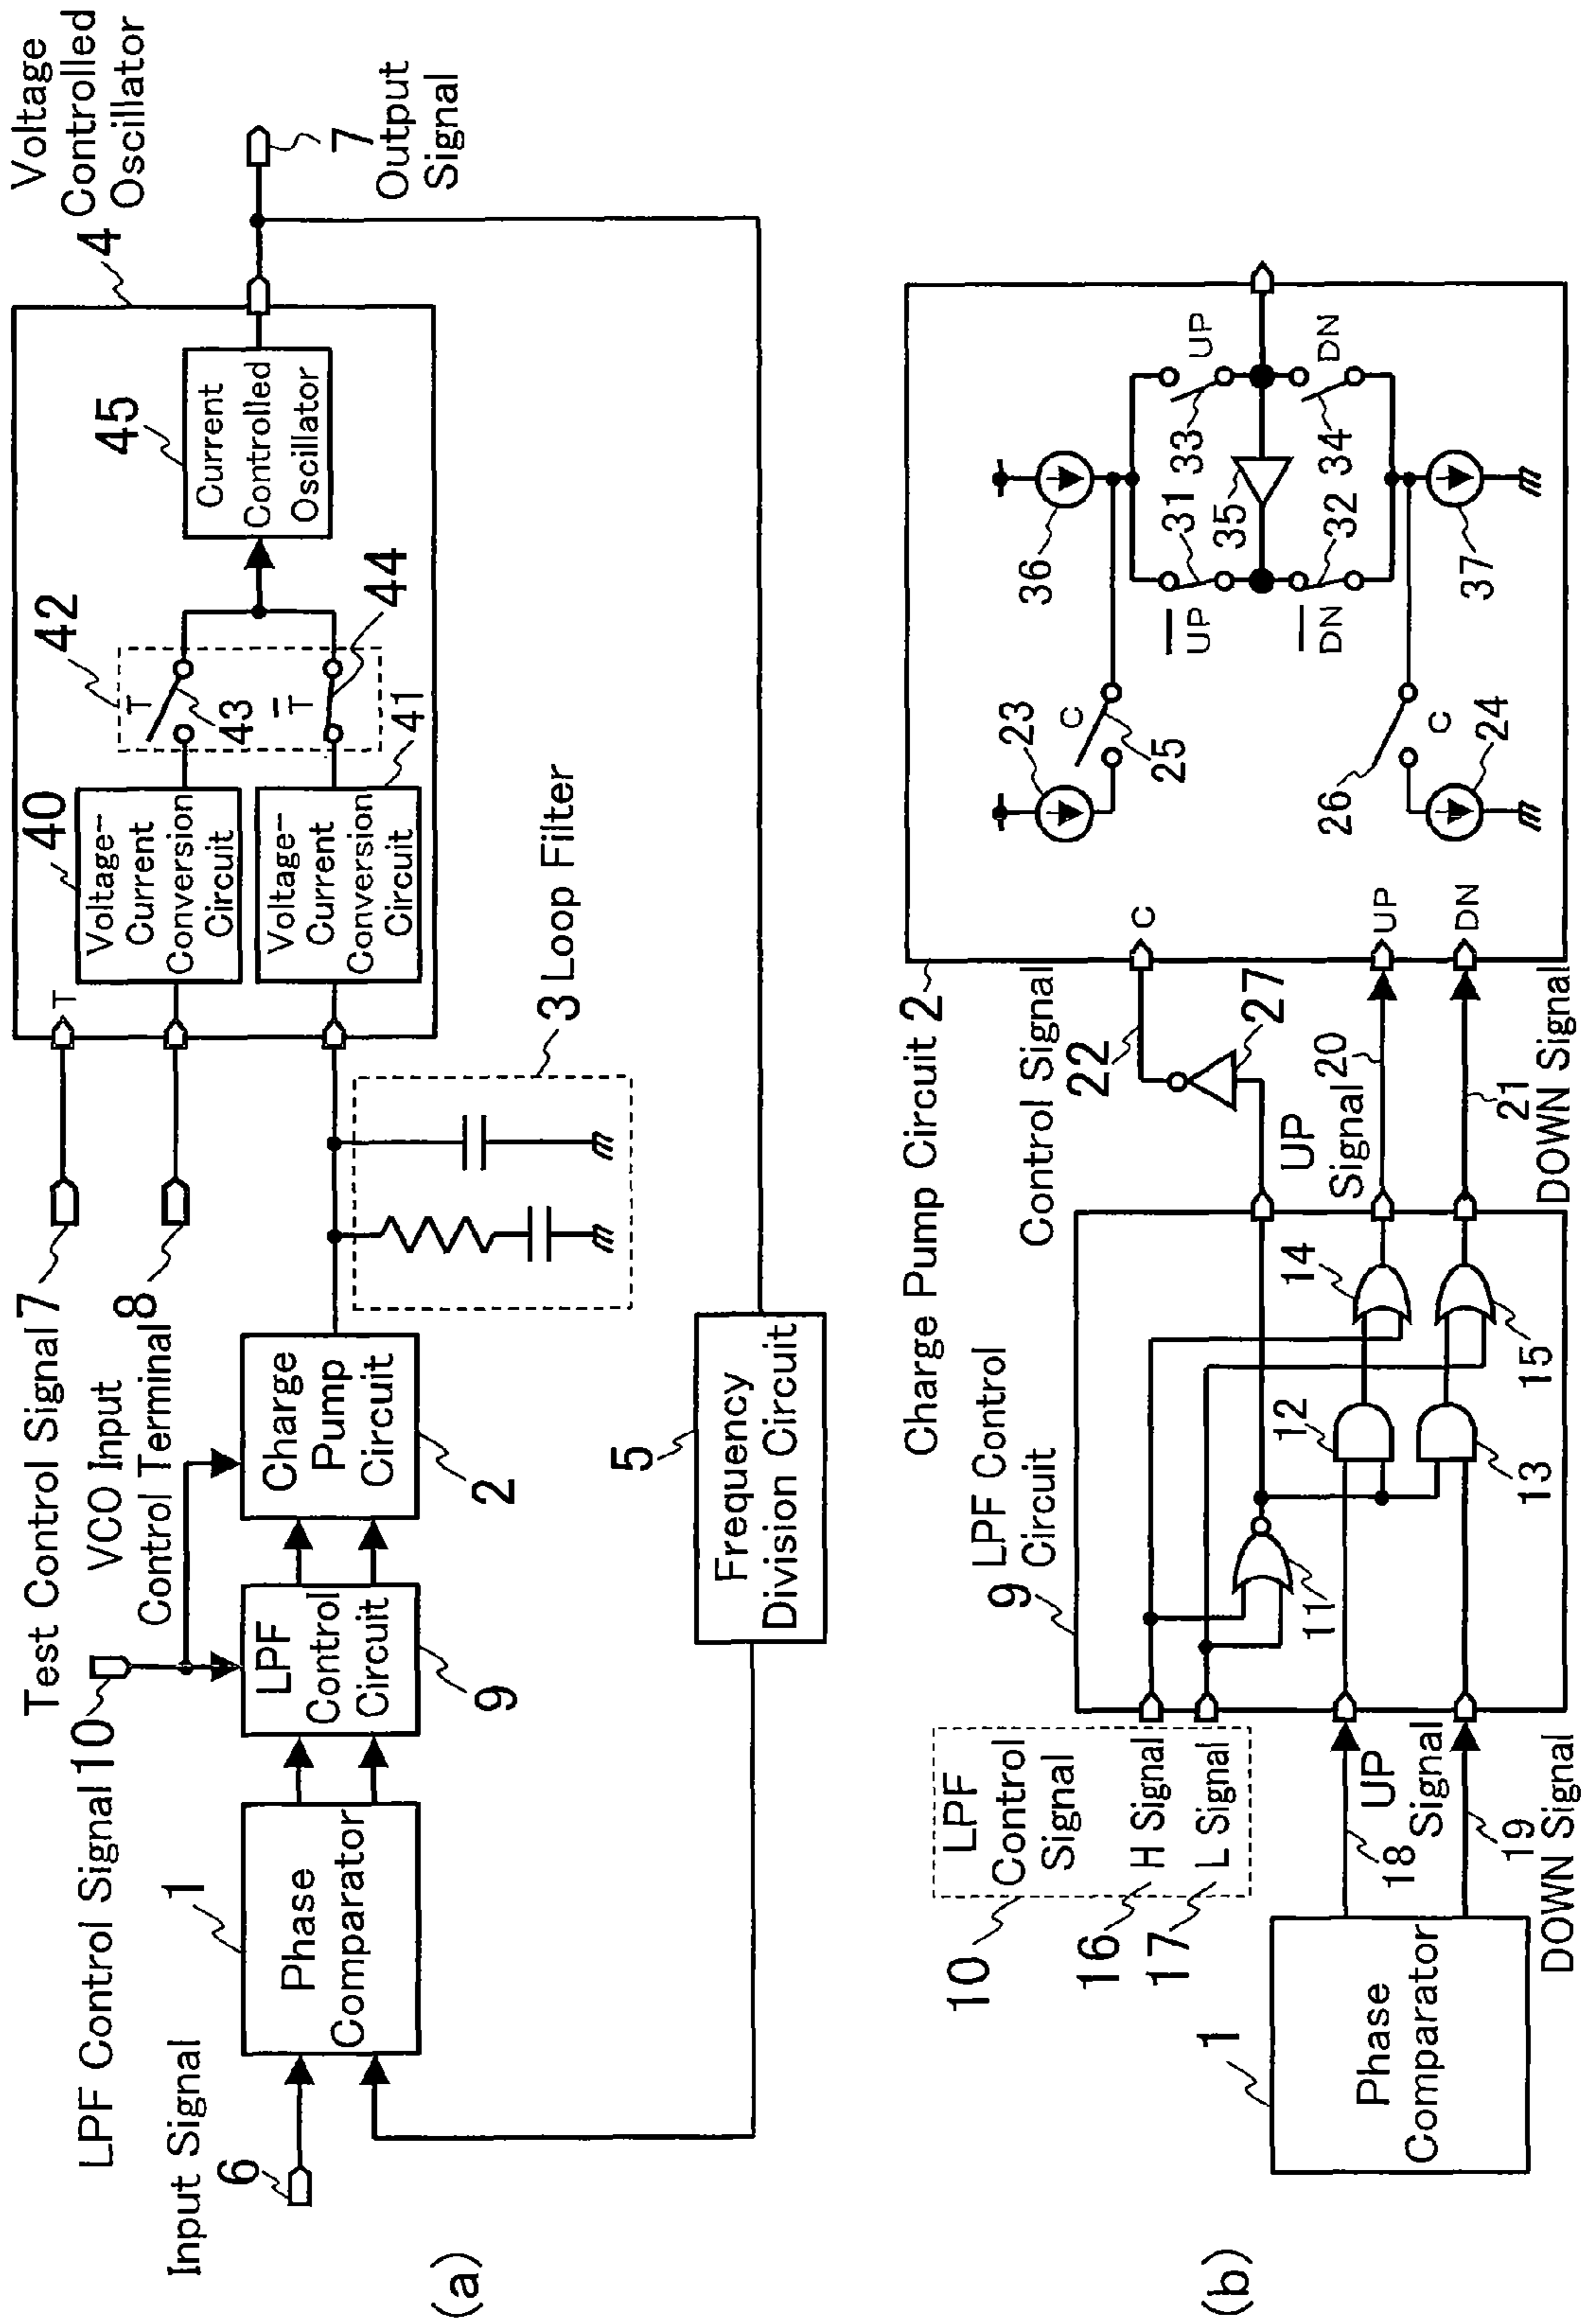 (a)
Input Signal
6
LPF Control Signal 10
Test Control Signal 7
VCO Input
Control Terminal 8
1
Phase
Comparator
LPF
Control
Circuit
9
Charge
Pump
Circuit
2
3 Loop Filter
5
Frequency
Division Circuit
T
40
Voltage-
Current
Conversion
Circuit
Voltage-
Current
Conversion
Circuit
41
42
T
43
T̅
44
45
Current
Controlled
Oscillator
4
Voltage
Controlled
Oscillator
7
Output
Signal
(b)
1
Phase
Comparator
10
LPF
Control
Signal
16
H Signal
17
L Signal
18
UP
Signal
19
DOWN Signal
LPF Control
Circuit
9
11
12
13
14
15
Charge Pump Circuit 2
Control Signal
22
27
UP
Signal
20
21
DOWN Signal
C
UP
DN
23
C
25
26
C
24
36
U̅P̅
31
35
33
UP
D̅N̅
32
34
DN
37